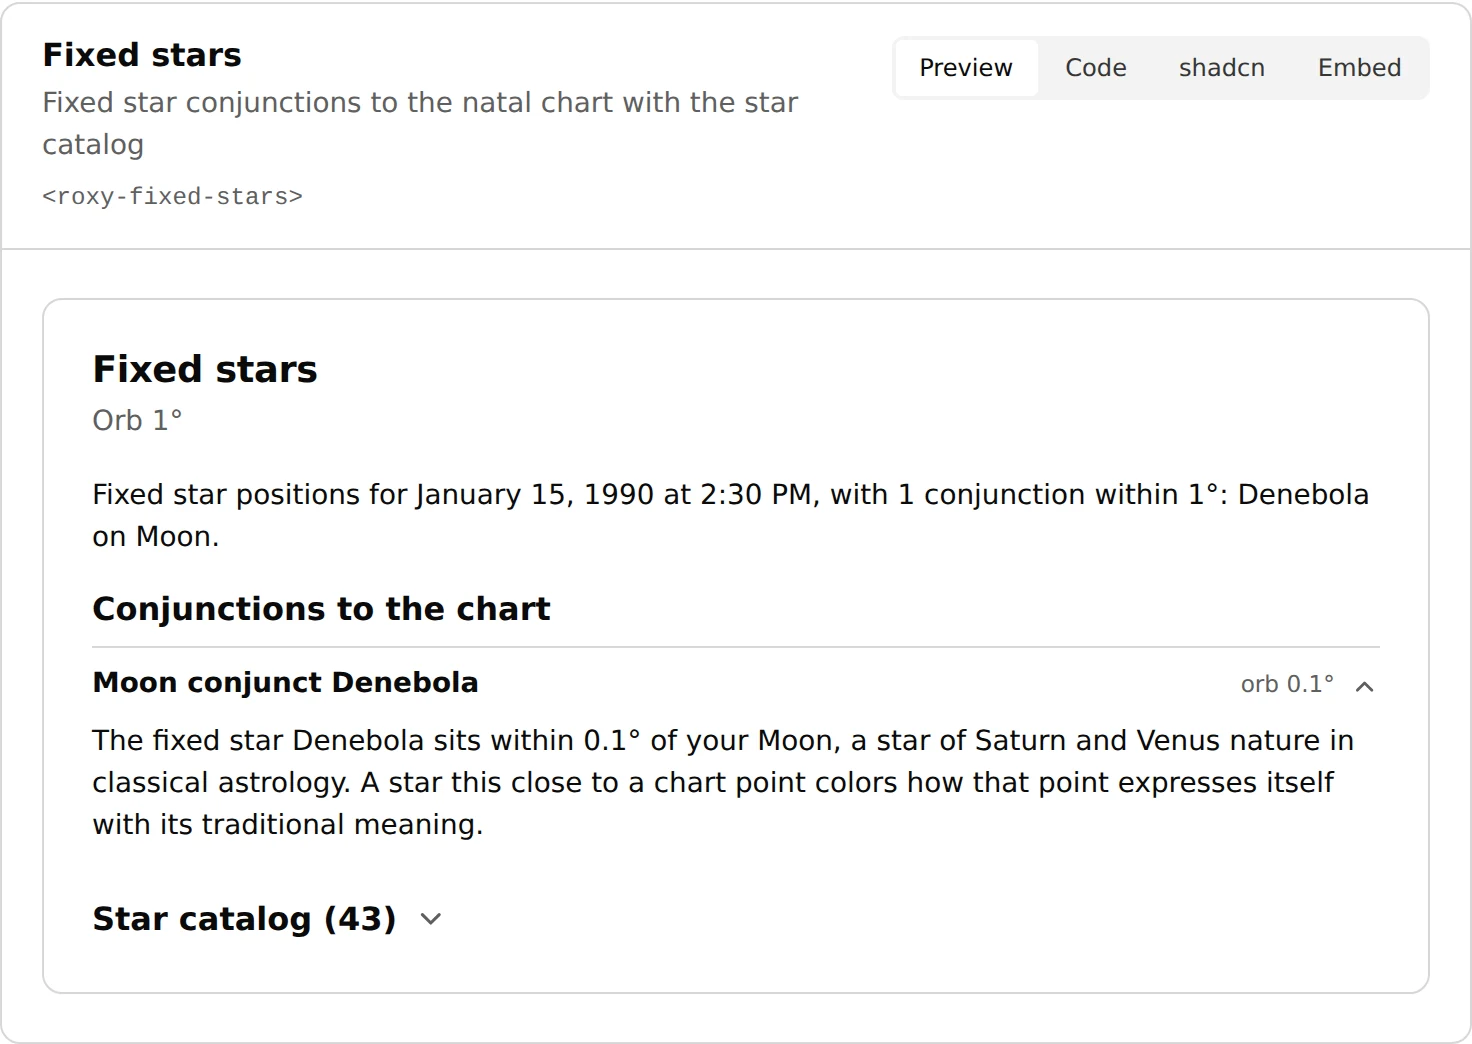 Fixed stars
Preview Code shadcn Embed
Fixed star conjunctions to the natal chart with the star
catalog
<roxy-fixed-stars>
Fixed stars
Orb 1°
Fixed star positions for January 15, 1990 at 2:30 PM, with 1 conjunction within 1°: Denebola
on Moon.
Conjunctions to the chart
Moon conjunct Denebola orb 0.1°
The fixed star Denebola sits within 0.1° of your Moon, a star of Saturn and Venus nature in
classical astrology. A star this close to a chart point colors how that point expresses itself
with its traditional meaning.
Star catalog (43)